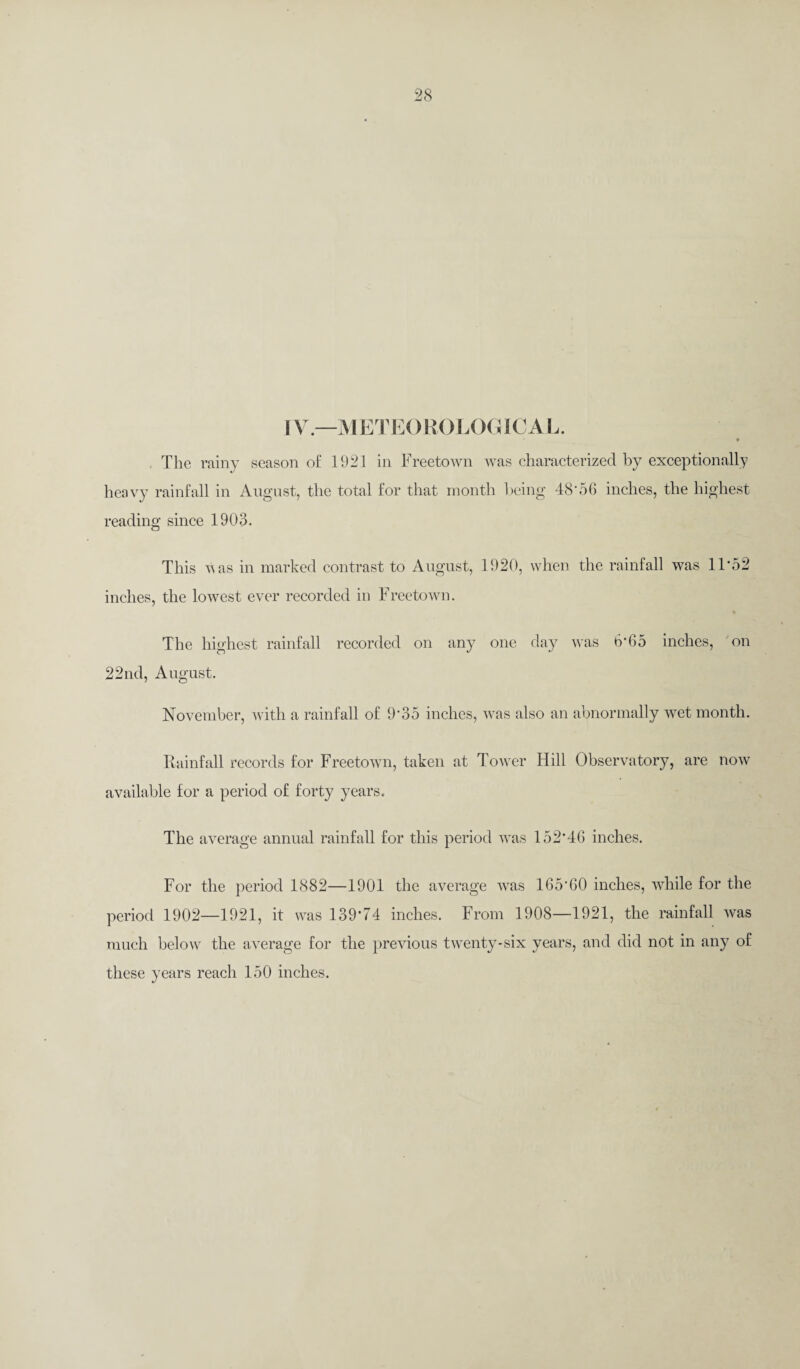 28
IV.—METEOROLOGICAL.
The rainy season of 1921 in Freetown was characterized by exceptionally
heavy rainfall in August, the total for that month being 48·56 inches, the highest
reading since 1903.
This was in marked contrast to August, 1920, when the rainfall was 11·52
inches, the lowest ever recorded in Freetown.
The highest rainfall recorded on any one day was 6·65 inches, on
22nd, August.
November, with a rainfall of 9·35 inches, was also an abnormally wet month.
Rainfall records for Freetown, taken at Tower Hill Observatory, are now
available for a period of forty years.
The average annual rainfall for this period was 152·46 inches.
For the period 1882—1901 the average was 165·60 inches, while for the
period 1902—1921, it was 139·74 inches. From 1908—1921, the rainfall was
much below the average for the previous twenty-six years, and did not in any of
these years reach 150 inches.